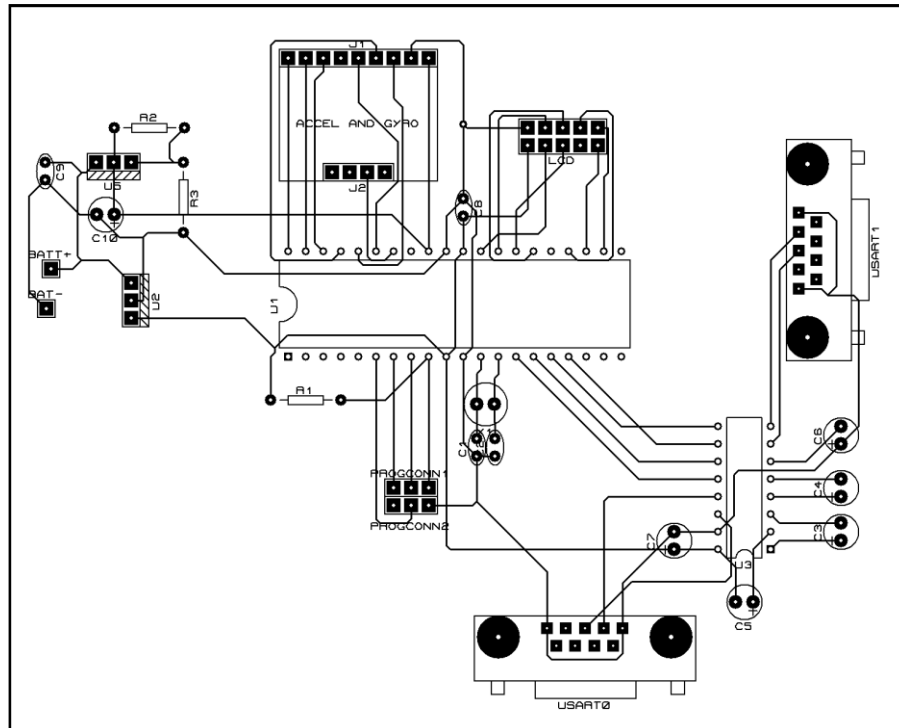 J1
R2
ACCEL AND GYRO
LCD
C9
U5
J2
R3
C8
C10
USART1
BATT+
U2
U1
BAT-
R1
C1
X1
C6
PROGCONN1
C4
PROGCONN2
C7
C3
U3
C5
USART0